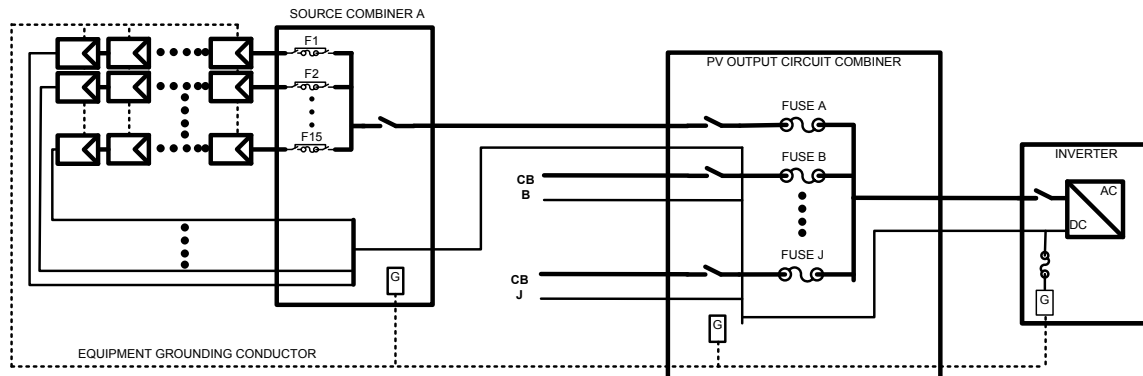 SOURCE COMBINER A
F1
F2
F15
G
PV OUTPUT CIRCUIT COMBINER
FUSE A
FUSE B
FUSE J
CB
B
CB
J
G
INVERTER
AC
DC
G
EQUIPMENT GROUNDING CONDUCTOR